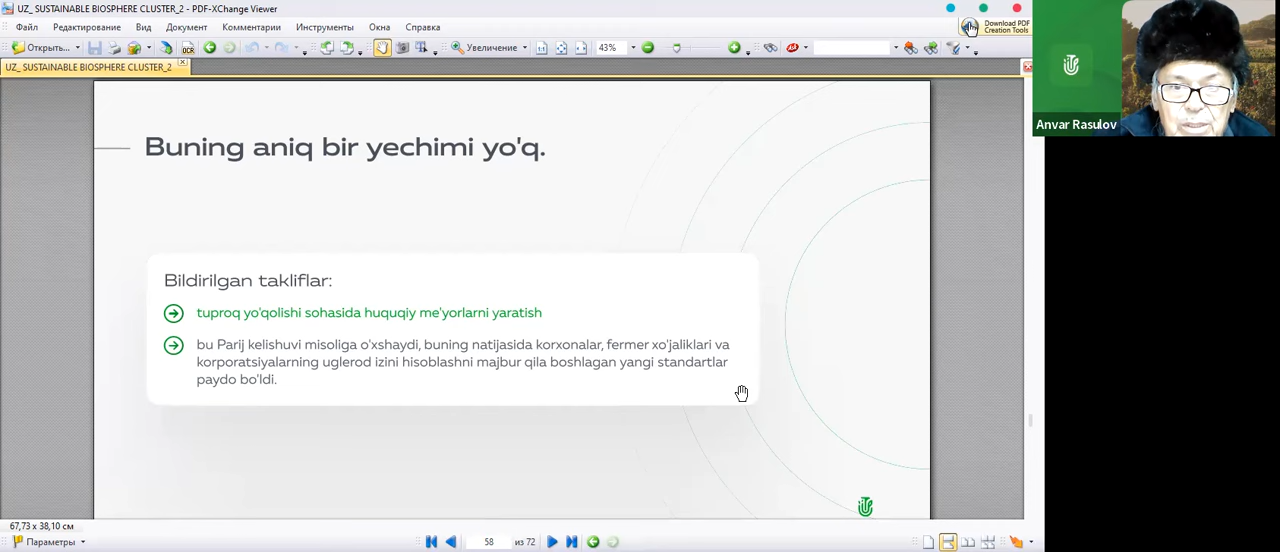 UZ_ SUSTAINABLE BIOSPHERE CLUSTER_2 - PDF-XChange Viewer
Файл Редактирование Вид Документ Комментарии Инструменты Окна Справка
Download PDF
Creation Tools
Открыть... OCR Увеличение 43%
UZ_ SUSTAINABLE BIOSPHERE CLUSTER_2
Anvar Rasulov
Buning aniq bir yechimi yo'q.
Bildirilgan takliflar:
tuproq yo'qolishi sohasida huquqiy me'yorlarni yaratish
bu Parij kelishuvi misoliga o'xshaydi, buning natijasida korxonalar, fermer xo'jaliklari va
korporatsiyalarning uglerod izini hisoblashni majbur qila boshlagan yangi standartlar
paydo bo'ldi.
67,73 x 38,10 см
Параметры 58 из 72